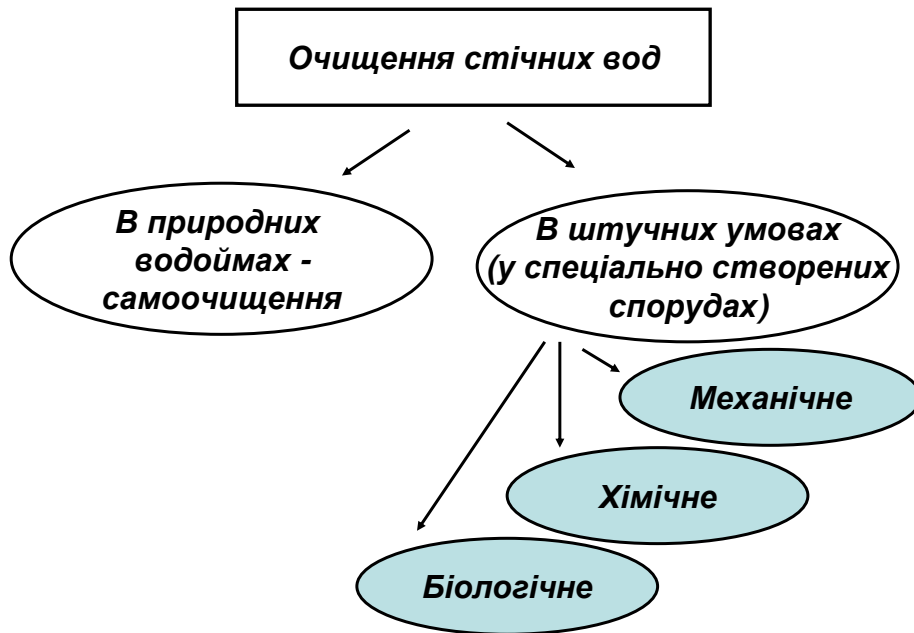 Очищення стічних вод
В природних
водоймах -
самоочищення
В штучних умовах
(у спеціально створених
спорудах)
Механічне
Хімічне
Біологічне